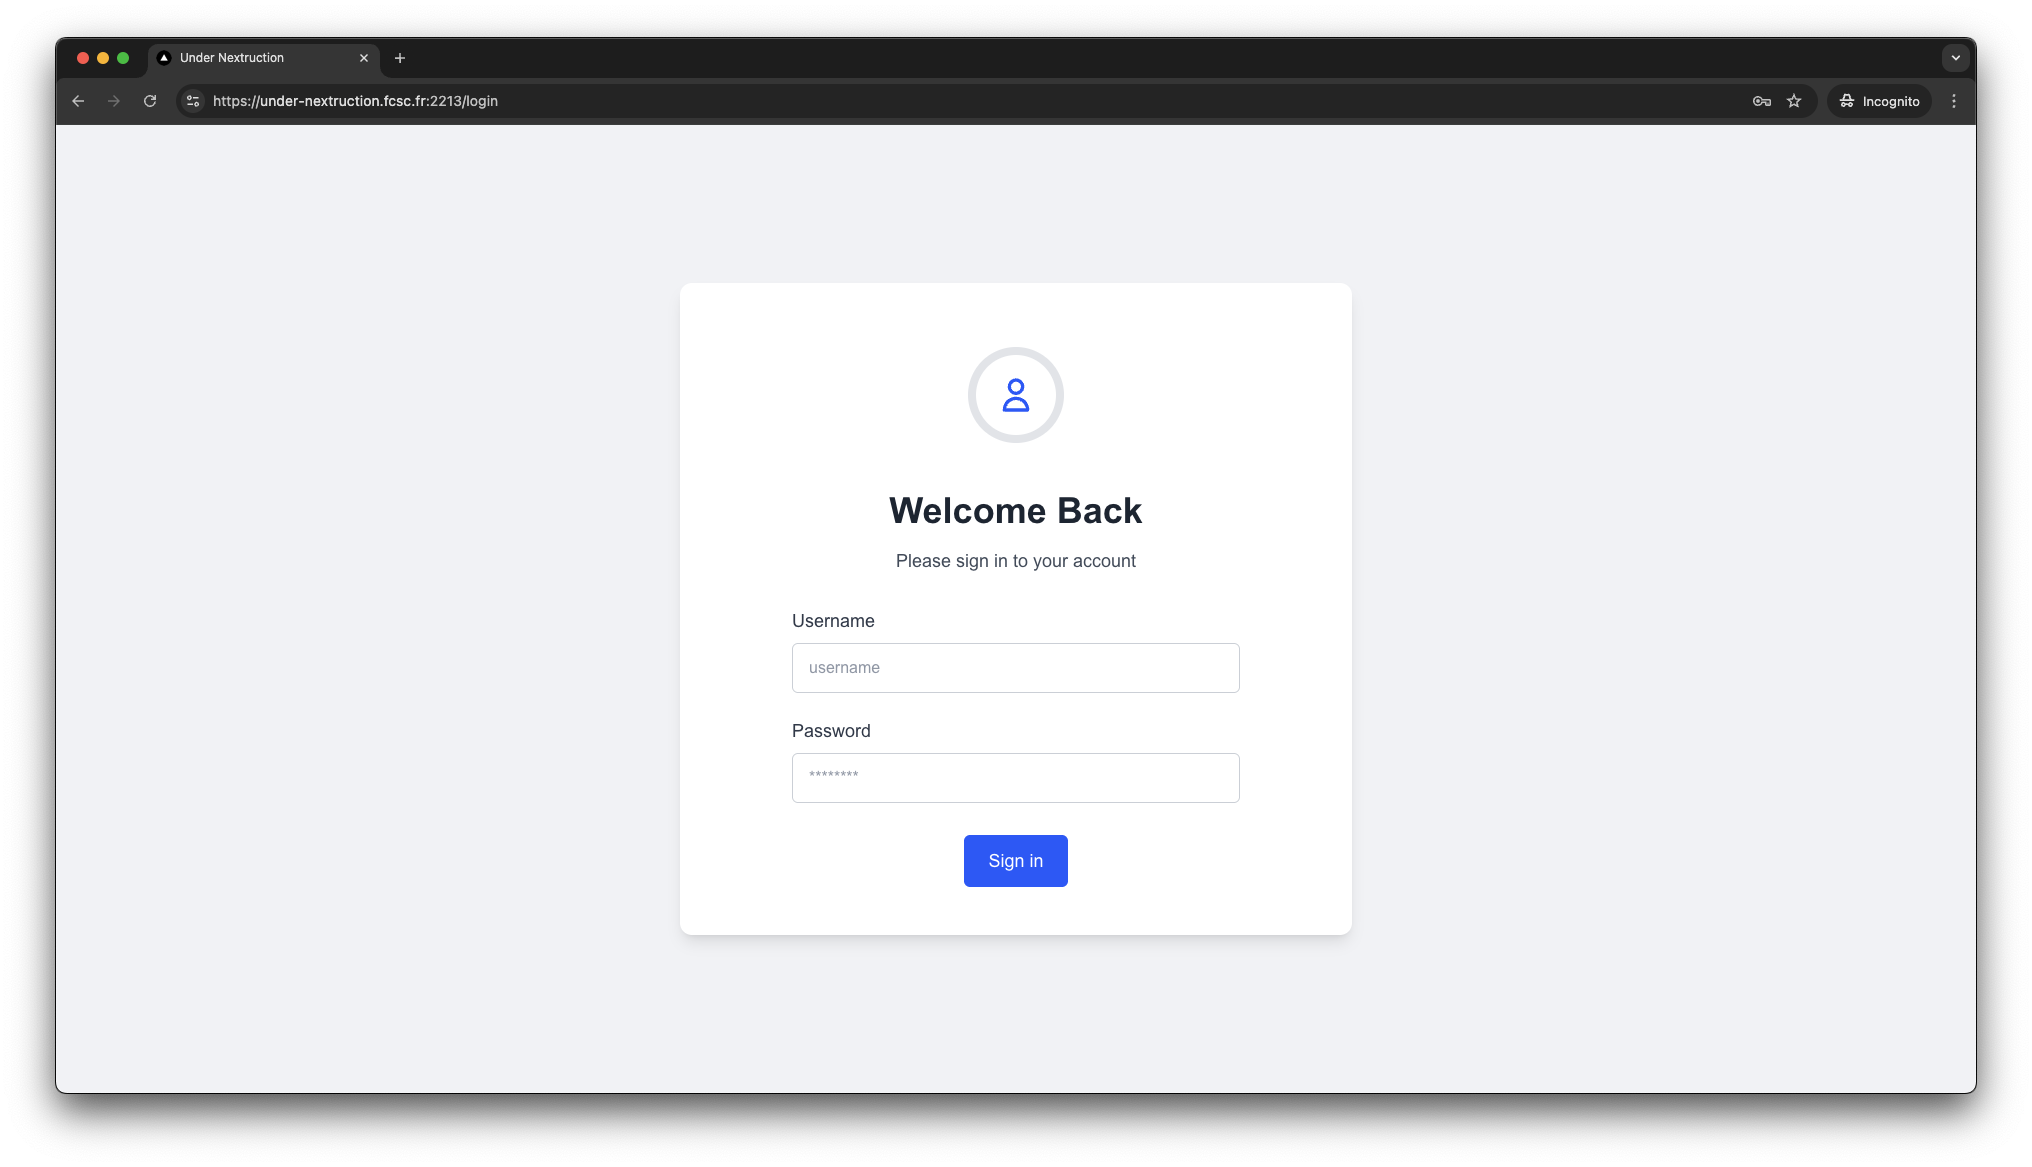 Under Nextruction
https://under-nextruction.fcsc.fr:2213/login
Incognito
Welcome Back
Please sign in to your account
Username
username
Password
********
Sign in